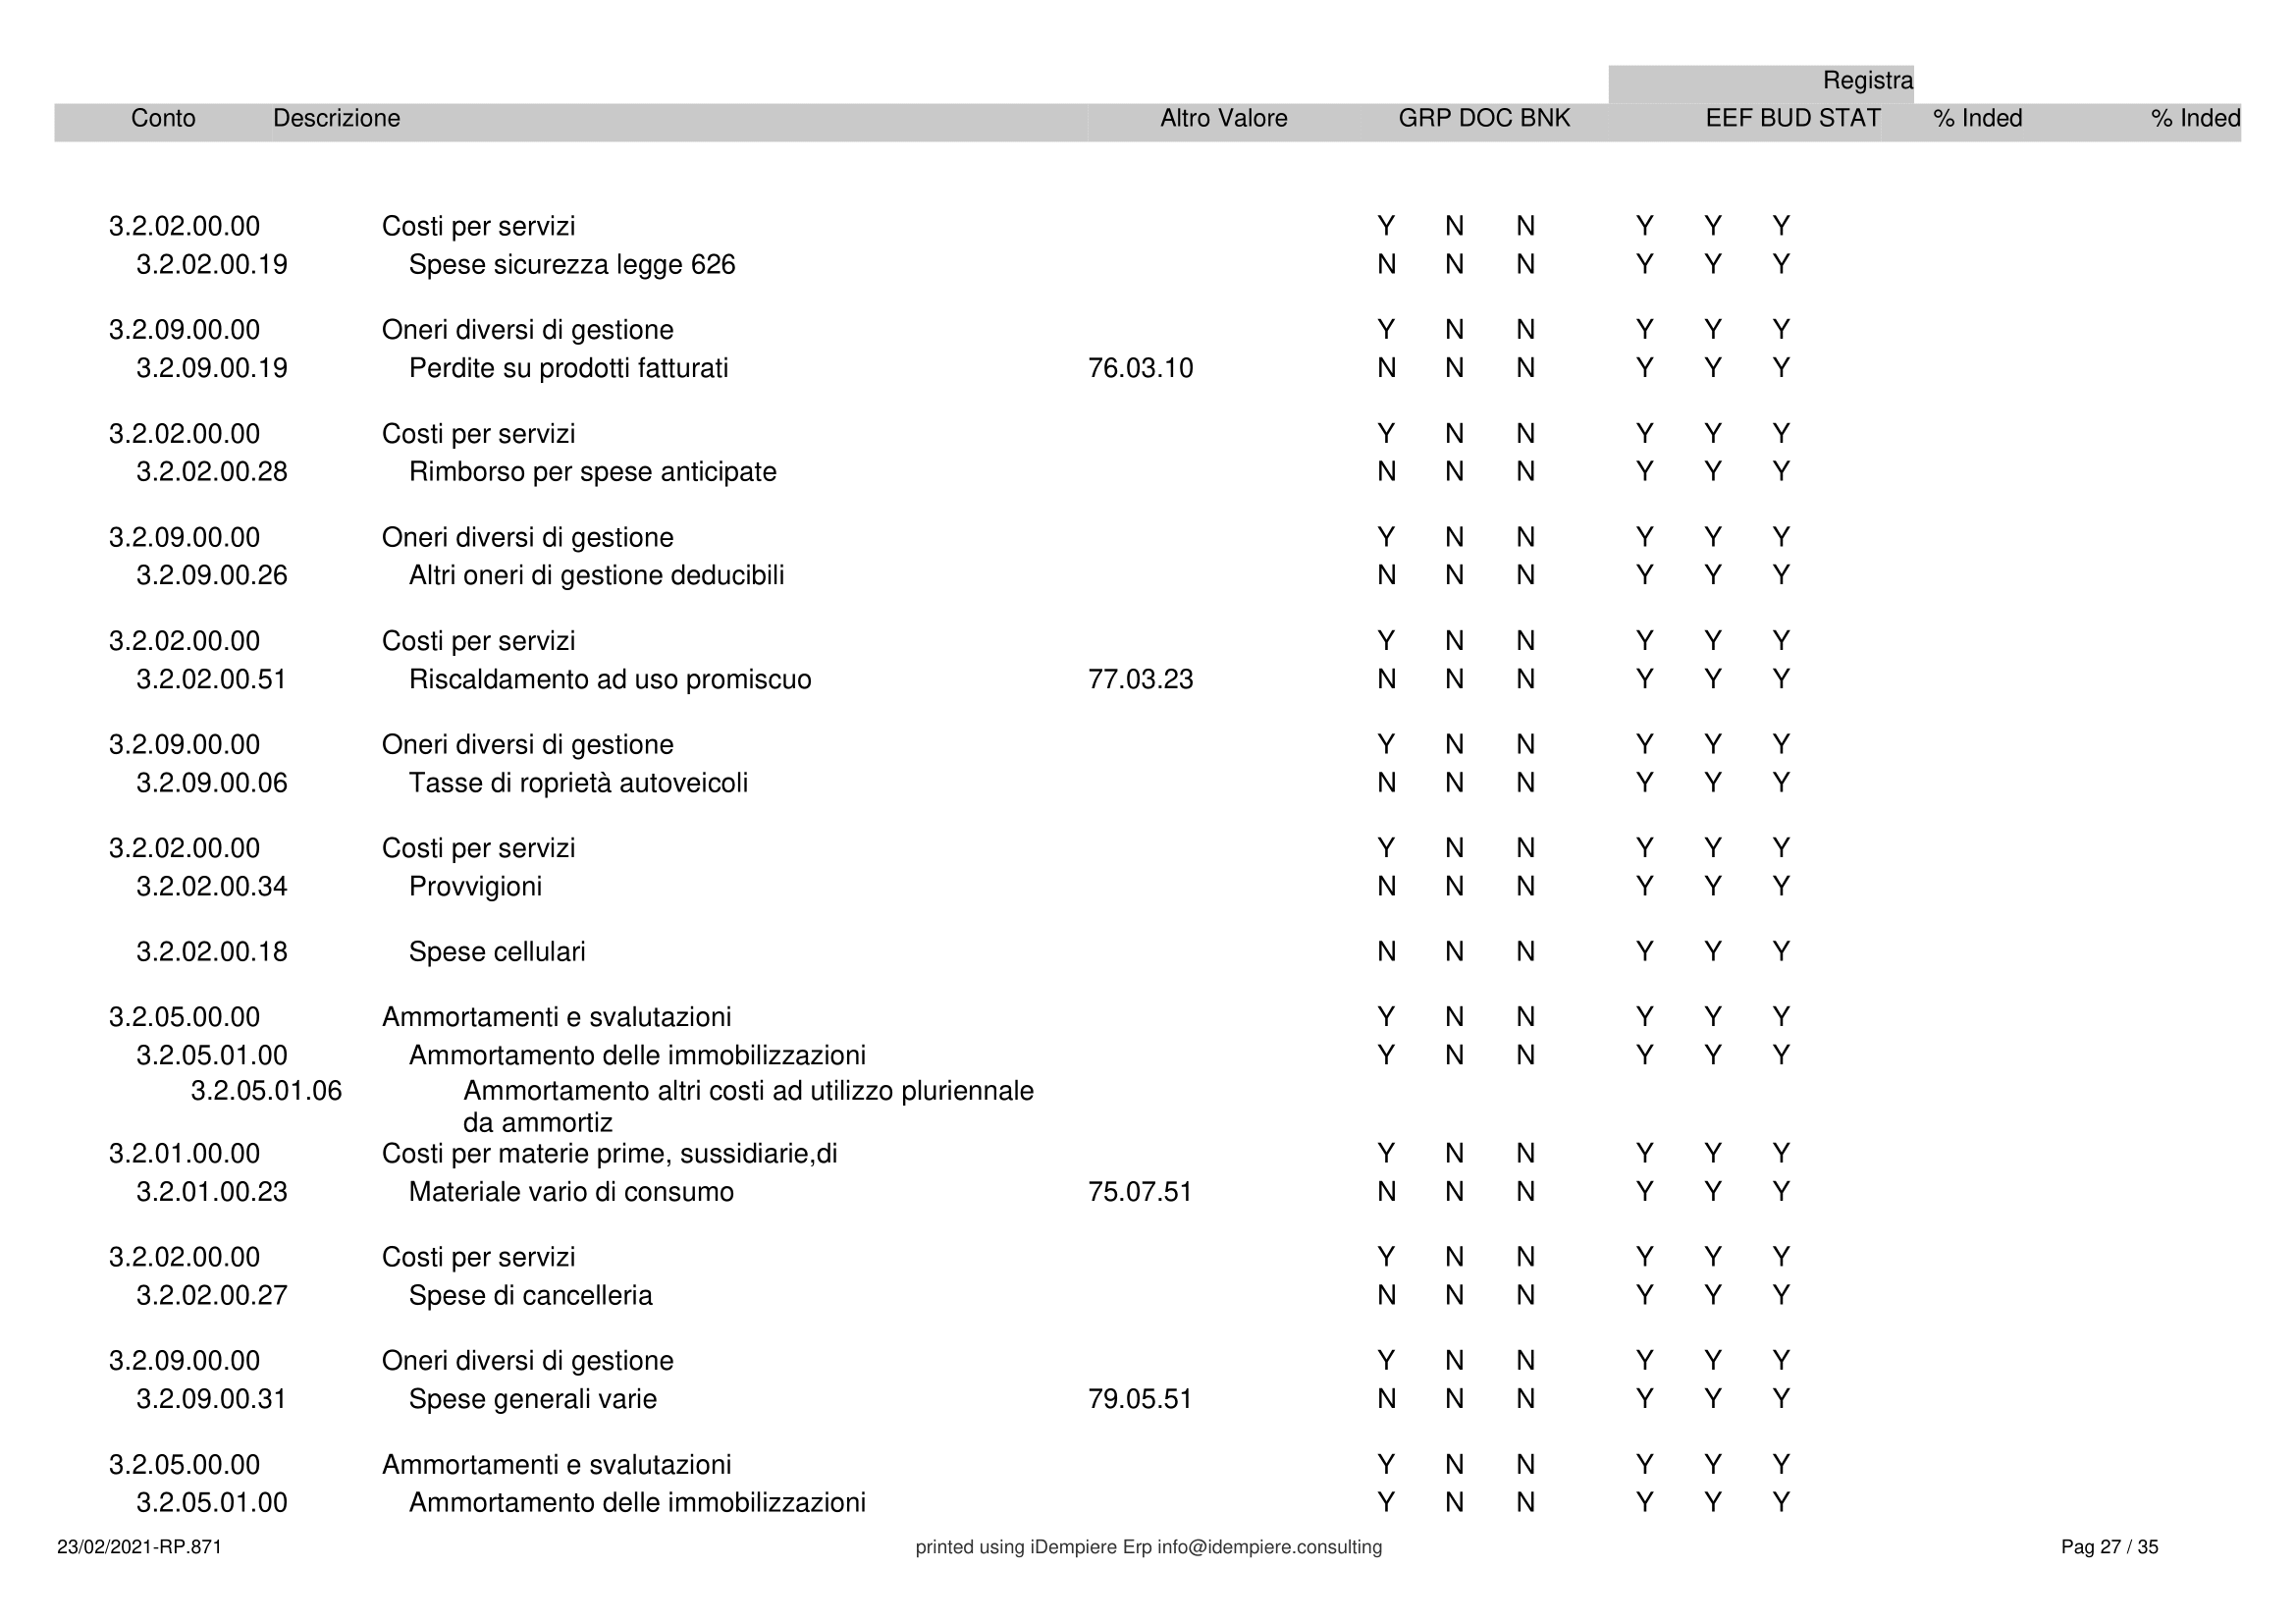 Registra
Conto Descrizione Altro Valore GRP DOC BNK EEF BUD STAT % Inded % Inded
3.2.02.00.00 Costi per servizi Y N N Y Y Y
3.2.02.00.19 Spese sicurezza legge 626 N N N Y Y Y
3.2.09.00.00 Oneri diversi di gestione Y N N Y Y Y
3.2.09.00.19 Perdite su prodotti fatturati 76.03.10 N N N Y Y Y
3.2.02.00.00 Costi per servizi Y N N Y Y Y
3.2.02.00.28 Rimborso per spese anticipate N N N Y Y Y
3.2.09.00.00 Oneri diversi di gestione Y N N Y Y Y
3.2.09.00.26 Altri oneri di gestione deducibili N N N Y Y Y
3.2.02.00.00 Costi per servizi Y N N Y Y Y
3.2.02.00.51 Riscaldamento ad uso promiscuo 77.03.23 N N N Y Y Y
3.2.09.00.00 Oneri diversi di gestione Y N N Y Y Y
3.2.09.00.06 Tasse di roprietà autoveicoli N N N Y Y Y
3.2.02.00.00 Costi per servizi Y N N Y Y Y
3.2.02.00.34 Provvigioni N N N Y Y Y
3.2.02.00.18 Spese cellulari N N N Y Y Y
3.2.05.00.00 Ammortamenti e svalutazioni Y N N Y Y Y
3.2.05.01.00 Ammortamento delle immobilizzazioni Y N N Y Y Y
3.2.05.01.06 Ammortamento altri costi ad utilizzo pluriennale
da ammortiz
3.2.01.00.00 Costi per materie prime, sussidiarie,di Y N N Y Y Y
3.2.01.00.23 Materiale vario di consumo 75.07.51 N N N Y Y Y
3.2.02.00.00 Costi per servizi Y N N Y Y Y
3.2.02.00.27 Spese di cancelleria N N N Y Y Y
3.2.09.00.00 Oneri diversi di gestione Y N N Y Y Y
3.2.09.00.31 Spese generali varie 79.05.51 N N N Y Y Y
3.2.05.00.00 Ammortamenti e svalutazioni Y N N Y Y Y
3.2.05.01.00 Ammortamento delle immobilizzazioni Y N N Y Y Y
23/02/2021-RP.871 printed using iDempiere Erp info@idempiere.consulting Pag 27 / 35